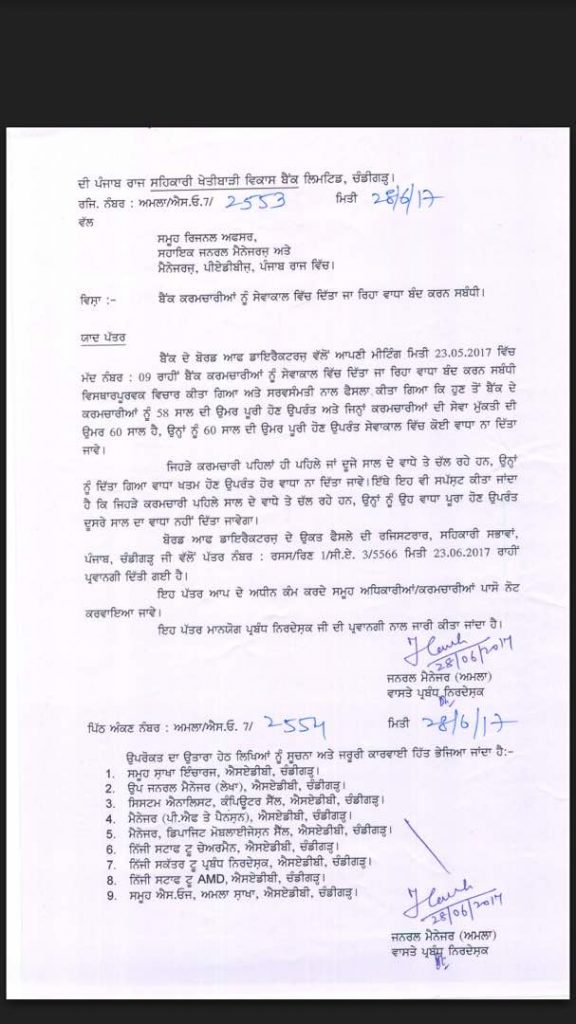 ਦੀ ਪੰਜਾਬ ਰਾਜ ਸਹਿਕਾਰੀ ਖੇਤੀਬਾੜੀ ਵਿਕਾਸ ਬੈਂਕ ਲਿਮਟਿਡ, ਚੰਡੀਗੜ੍ਹ।
ਰਜਿ. ਨੰਬਰ : ਅਮਲਾ/ਐਸ.ਓ.7/ 2553 ਮਿਤੀ 28/6/17
ਵੱਲ
ਸਮੂਹ ਰਿਜਨਲ ਅਫਸਰ,
ਸਹਾਇਕ ਜਨਰਲ ਮੈਨੇਜਰਜ਼ ਅਤੇ
ਮੈਨੇਜਰਜ਼, ਪੀਏਡੀਬੀਜ਼, ਪੰਜਾਬ ਰਾਜ ਵਿੱਚ।
ਵਿਸ਼ਾ :- ਬੈਂਕ ਕਰਮਚਾਰੀਆਂ ਨੂੰ ਸੇਵਾਕਾਲ ਵਿੱਚ ਦਿੱਤਾ ਜਾ ਰਿਹਾ ਵਾਧਾ ਬੰਦ ਕਰਨ ਸਬੰਧੀ।
ਯਾਦ ਪੱਤਰ
ਬੈਂਕ ਦੇ ਬੋਰਡ ਆਫ ਡਾਇਰੈਕਟਰਜ਼ ਵੱਲੋਂ ਆਪਣੀ ਮੀਟਿੰਗ ਮਿਤੀ 23.05.2017 ਵਿੱਚ
ਮੱਦ ਨੰਬਰ : 09 ਰਾਹੀਂ ਬੈਂਕ ਕਰਮਚਾਰੀਆਂ ਨੂੰ ਸੇਵਾਕਾਲ ਵਿੱਚ ਦਿੱਤਾ ਜਾ ਰਿਹਾ ਵਾਧਾ ਬੰਦ ਕਰਨ ਸਬੰਧੀ
ਵਿਸਥਾਰਪੂਰਵਕ ਵਿਚਾਰ ਕੀਤਾ ਗਿਆ ਅਤੇ ਸਰਵਸੰਮਤੀ ਨਾਲ ਫੈਸਲਾ ਕੀਤਾ ਗਿਆ ਕਿ ਹੁਣ ਤੋਂ ਬੈਂਕ ਦੇ
ਕਰਮਚਾਰੀਆਂ ਨੂੰ 58 ਸਾਲ ਦੀ ਉਮਰ ਪੂਰੀ ਹੋਣ ਉਪਰੰਤ ਅਤੇ ਜਿਨ੍ਹਾਂ ਕਰਮਚਾਰੀਆਂ ਦੀ ਸੇਵਾ ਮੁੱਕਤੀ ਦੀ
ਉਮਰ 60 ਸਾਲ ਹੈ, ਉਨ੍ਹਾਂ ਨੂੰ 60 ਸਾਲ ਦੀ ਉਮਰ ਪੂਰੀ ਹੋਣ ਉਪਰੰਤ ਸੇਵਾਕਾਲ ਵਿੱਚ ਕੋਈ ਵਾਧਾ ਨਾ ਦਿੱਤਾ
ਜਾਵੇ।
ਜਿਹੜੇ ਕਰਮਚਾਰੀ ਪਹਿਲਾਂ ਹੀ ਪਹਿਲੇ ਜਾਂ ਦੂਜੇ ਸਾਲ ਦੇ ਵਾਧੇ ਤੇ ਚੱਲ ਰਹੇ ਹਨ, ਉਨ੍ਹਾਂ
ਨੂੰ ਦਿੱਤਾ ਗਿਆ ਵਾਧਾ ਖਤਮ ਹੋਣ ਉਪਰੰਤ ਹੋਰ ਵਾਧਾ ਨਾ ਦਿੱਤਾ ਜਾਵੇ।ਇੱਥੇ ਇਹ ਵੀ ਸਪੱਸ਼ਟ ਕੀਤਾ ਜਾਂਦਾ
ਹੈ ਕਿ ਜਿਹੜੇ ਕਰਮਚਾਰੀ ਪਹਿਲੇ ਸਾਲ ਦੇ ਵਾਧੇ ਤੇ ਚੱਲ ਰਹੇ ਹਨ, ਉਨ੍ਹਾਂ ਨੂੰ ਉਹ ਵਾਧਾ ਪੂਰਾ ਹੋਣ ਉਪਰੰਤ
ਦੂਸਰੇ ਸਾਲ ਦਾ ਵਾਧਾ ਨਹੀਂ ਦਿੱਤਾ ਜਾਵੇਗਾ।
ਬੋਰਡ ਆਫ ਡਾਇਰੈਕਟਰਜ਼ ਦੇ ਉਕਤ ਫੈਸਲੇ ਦੀ ਰਜਿਸਟਰਾਰ, ਸਹਿਕਾਰੀ ਸਭਾਵਾਂ,
ਪੰਜਾਬ, ਚੰਡੀਗੜ੍ਹ ਜੀ ਵੱਲੋਂ ਪੱਤਰ ਨੰਬਰ : ਰਸਸ/ਰਿਣ 1/ਸੀ.ਏ. 3/5566 ਮਿਤੀ 23.06.2017 ਰਾਹੀਂ
ਪ੍ਰਵਾਨਗੀ ਦਿੱਤੀ ਗਈ ਹੈ।
ਇਹ ਪੱਤਰ ਆਪ ਦੇ ਅਧੀਨ ਕੰਮ ਕਰਦੇ ਸਮੂਹ ਅਧਿਕਾਰੀਆਂ/ਕਰਮਚਾਰੀਆਂ ਪਾਸੋਂ ਨੋਟ
ਕਰਵਾਇਆ ਜਾਵੇ।
ਇਹ ਪੱਤਰ ਮਾਨਯੋਗ ਪ੍ਰਬੰਧ ਨਿਰਦੇਸ਼ਕ ਜੀ ਦੀ ਪ੍ਰਵਾਨਗੀ ਨਾਲ ਜਾਰੀ ਕੀਤਾ ਜਾਂਦਾ ਹੈ।
28/06/2017
ਜਨਰਲ ਮੈਨੇਜਰ (ਅਮਲਾ)
ਵਾਸਤੇ ਪ੍ਰਬੰਧ ਨਿਰਦੇਸ਼ਕ
ਪਿੱਠ ਅੰਕਣ ਨੰਬਰ : ਅਮਲਾ/ਐਸ.ਓ. 7/ 2554 ਮਿਤੀ 28/6/17
ਉਪਰੋਕਤ ਦਾ ਉਤਾਰਾ ਹੇਠ ਲਿਖਿਆਂ ਨੂੰ ਸੂਚਨਾ ਅਤੇ ਜਰੂਰੀ ਕਾਰਵਾਈ ਹਿੱਤ ਭੇਜਿਆ ਜਾਂਦਾ ਹੈ:-
1. ਸਮੂਹ ਸ਼ਾਖਾ ਇੰਚਾਰਜ, ਐਸਏਡੀਬੀ, ਚੰਡੀਗੜ੍ਹ।
2. ਉਪ ਜਨਰਲ ਮੈਨੇਜਰ (ਲੇਖਾ), ਐਸਏਡੀਬੀ, ਚੰਡੀਗੜ੍ਹ।
3. ਸਿਸਟਮ ਐਨਾਲਿਸਟ, ਕੰਪਿਊਟਰ ਸੈੱਲ, ਐਸਏਡੀਬੀ, ਚੰਡੀਗੜ੍ਹ।
4. ਮੈਨੇਜਰ (ਪੀ.ਐਫ ਤੇ ਪੈਨਸ਼ਨ), ਐਸਏਡੀਬੀ, ਚੰਡੀਗੜ੍ਹ।
5. ਮੈਨੇਜਰ, ਡਿਪਾਜਿਟ ਮੋਬਲਾਈਜੇਸ਼ਨ ਸੈੱਲ, ਐਸਏਡੀਬੀ, ਚੰਡੀਗੜ੍ਹ।
6. ਨਿੱਜੀ ਸਟਾਫ ਟੂ ਚੇਅਰਮੈਨ, ਐਸਏਡੀਬੀ, ਚੰਡੀਗੜ੍ਹ।
7. ਨਿੱਜੀ ਸਕੱਤਰ ਟੂ ਪ੍ਰਬੰਧ ਨਿਰਦੇਸ਼ਕ, ਐਸਏਡੀਬੀ, ਚੰਡੀਗੜ੍ਹ।
8. ਨਿੱਜੀ ਸਟਾਫ ਟੂ AMD, ਐਸਏਡੀਬੀ, ਚੰਡੀਗੜ੍ਹ।
9. ਸਮੂਹ ਐਸ.ਓਜ਼, ਅਮਲਾ ਸ਼ਾਖਾ, ਐਸਏਡੀਬੀ, ਚੰਡੀਗੜ੍ਹ।
28/06/2017
ਜਨਰਲ ਮੈਨੇਜਰ (ਅਮਲਾ)
ਵਾਸਤੇ ਪ੍ਰਬੰਧ ਨਿਰਦੇਸ਼ਕ